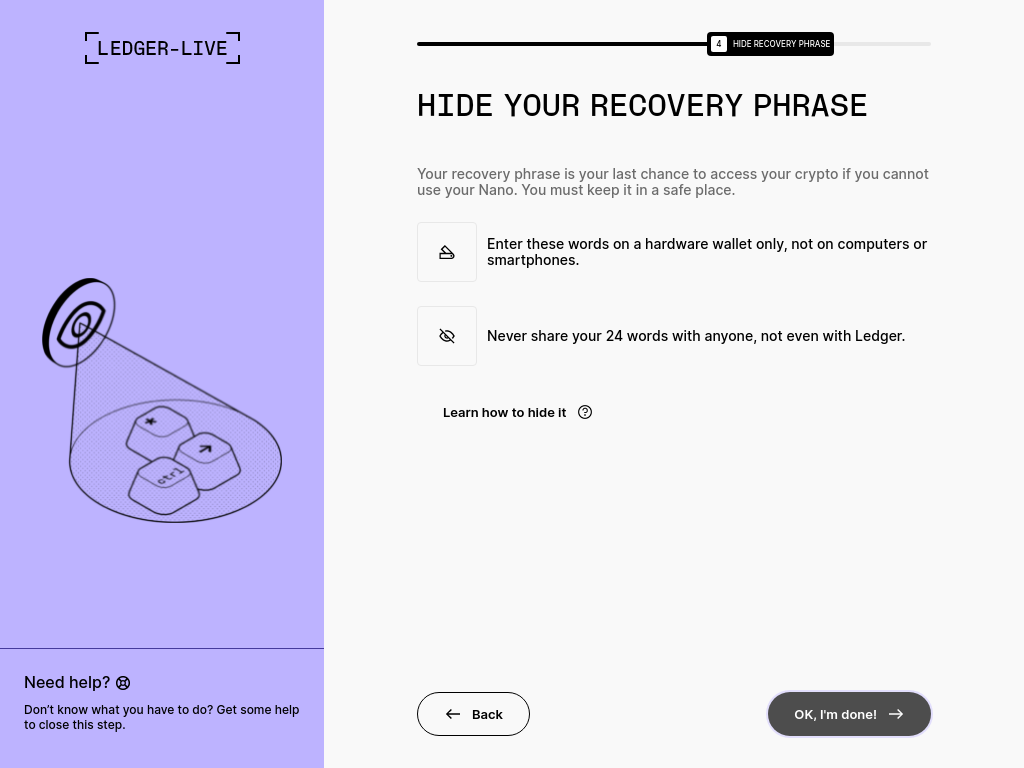 LEDGER-LIVE
4 HIDE RECOVERY PHRASE
HIDE YOUR RECOVERY PHRASE
Your recovery phrase is your last chance to access your crypto if you cannot
use your Nano. You must keep it in a safe place.
Enter these words on a hardware wallet only, not on computers or
smartphones.
Never share your 24 words with anyone, not even with Ledger.
Learn how to hide it
*
ctrl
Need help?
Don’t know what you have to do? Get some help
to close this step.
Back
OK, I'm done!